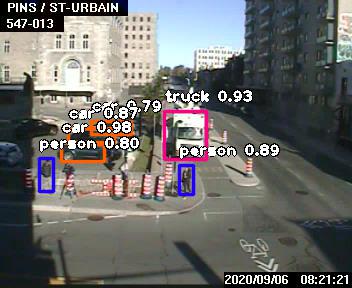 PINS / ST-URBAIN
547-013
truck 0.93
car 0.79
car 0.87
car 0.98
person 0.80
person 0.89
2020/09/06 08:21:21